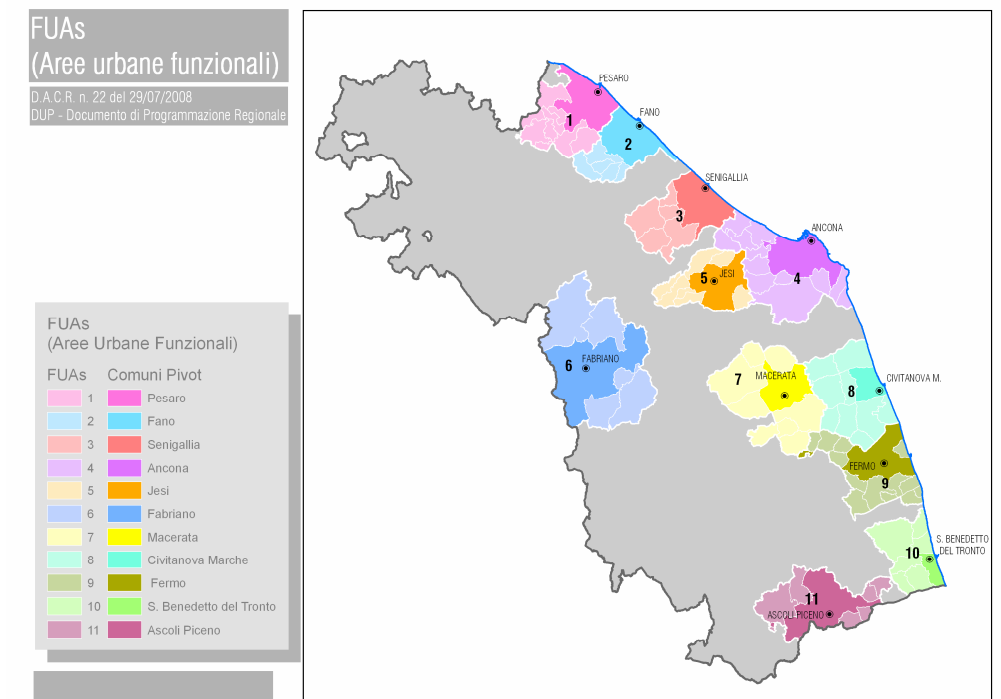 FUAs
(Aree urbane funzionali)
D.A.C.R. n. 22 del 29/07/2008
DUP - Documento di Programmazione Regionale
FUAs
(Aree Urbane Funzionali)
FUAs Comuni Pivot
1 Pesaro
2 Fano
3 Senigallia
4 Ancona
5 Jesi
6 Fabriano
7 Macerata
8 Civitanova Marche
9 Fermo
10 S. Benedetto del Tronto
11 Ascoli Piceno
PESARO
1
FANO
2
SENIGALLIA
3
ANCONA
4
5 JESI
6 FABRIANO
7 MACERATA
8 CIVITANOVA M.
FERMO
9
10 S. BENEDETTO
DEL TRONTO
11
ASCOLI PICENO